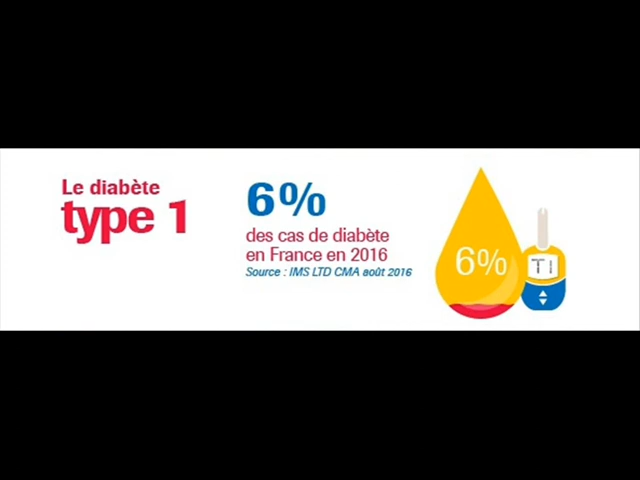 Le diabète
type 1
6%
des cas de diabète
en France en 2016
Source : IMS LTD CMA août 2016
6%
T1